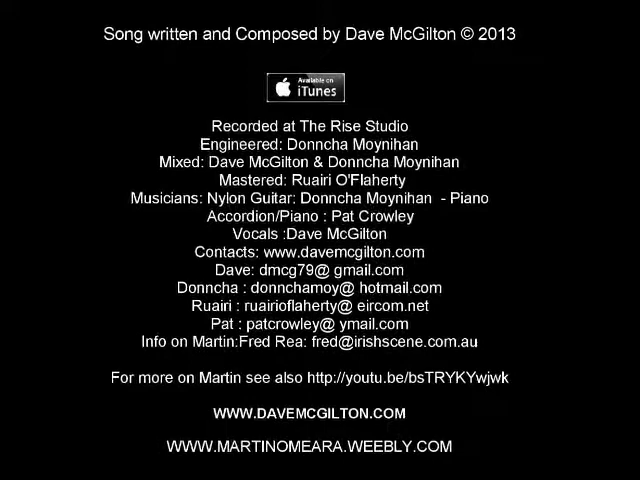 Song written and Composed by Dave McGilton © 2013
Available on
iTunes
Recorded at The Rise Studio
Engineered: Donncha Moynihan
Mixed: Dave McGilton & Donncha Moynihan
Mastered: Ruairi O'Flaherty
Musicians: Nylon Guitar: Donncha Moynihan  - Piano
Accordion/Piano : Pat Crowley
Vocals :Dave McGilton
Contacts: www.davemcgilton.com
Dave: dmcg79@ gmail.com
Donncha : donnchamoy@ hotmail.com
Ruairi : ruairioflaherty@ eircom.net
Pat : patcrowley@ ymail.com
Info on Martin:Fred Rea: fred@irishscene.com.au
For more on Martin see also http://youtu.be/bsTRYKYwjwk
WWW.DAVEMCGILTON.COM
WWW.MARTINOMEARA.WEEBLY.COM